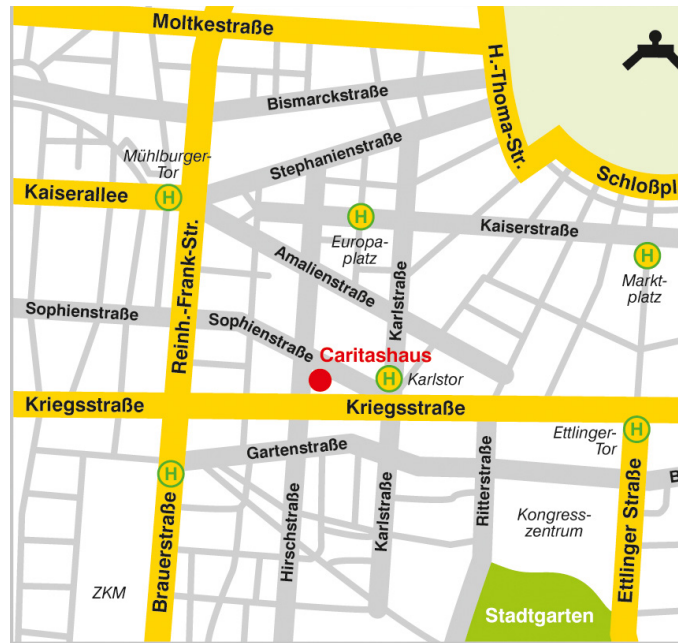 Moltkestraße
H.-Thoma-Str.
Bismarckstraße
Stephanienstraße
Mühlburger-
Tor
Kaiserallee
H
Schloßpl
H
Kaiserstraße
Europa-
platz
Reinh.-Frank-Str.
Amalienstraße
Karlstraße
H
Markt-
platz
Sophienstraße
Sophienstraße
Caritashaus
H
Karlstor
Kriegsstraße
Kriegsstraße
Ettlinger-
Tor
H
Gartenstraße
H
B
Hirschstraße
Karlstraße
Ritterstraße
Kongress-
zentrum
Ettlinger Straße
Brauerstraße
ZKM
Stadtgarten